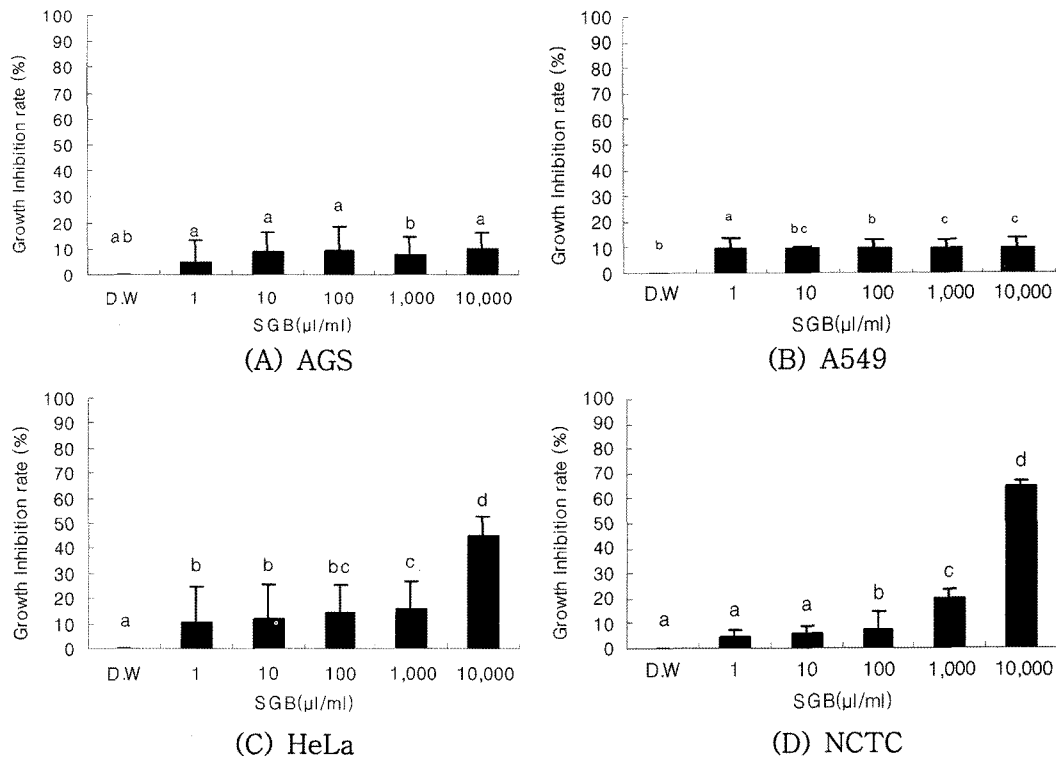 Growth Inhibition rate (%)
100
90
80
70
60
50
40
30
20
10
0
ab a a a b a
D.W 1 10 100 1,000 10,000
SGB(μl/ml)
(A) AGS
Growth Inhibition rate (%)
100
90
80
70
60
50
40
30
20
10
0
b a bc b c c
D.W 1 10 100 1,000 10,000
SGB(μl/ml)
(B) A549
Growth Inhibition rate (%)
100
90
80
70
60
50
40
30
20
10
0
a b b bc c d
D.W 1 10 100 1,000 10,000
SGB(μl/ml)
(C) HeLa
Growth Inhibition rate (%)
100
90
80
70
60
50
40
30
20
10
0
a a a b c d
D.W 1 10 100 1,000 10,000
SGB(μl/ml)
(D) NCTC